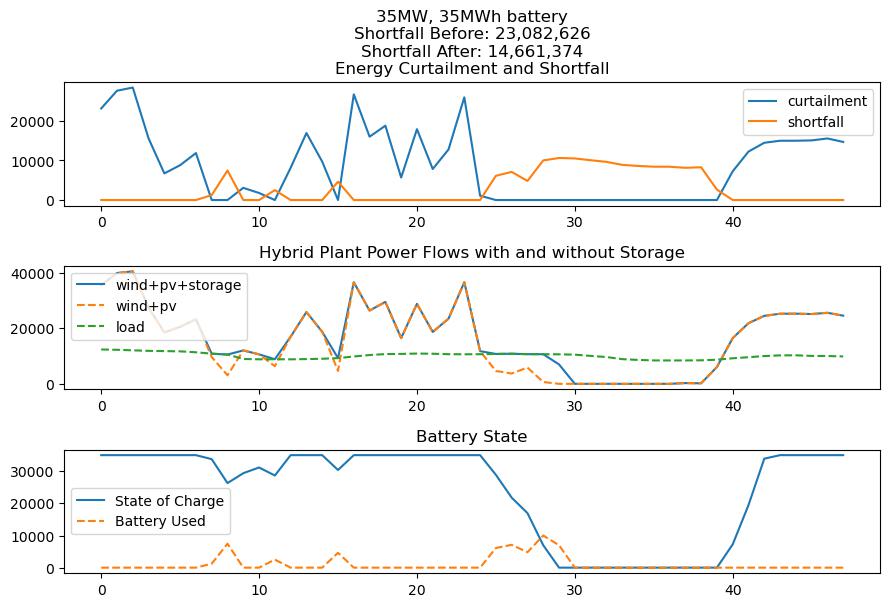 35MW, 35MWh battery
Shortfall Before: 23,082,626
Shortfall After: 14,661,374
Energy Curtailment and Shortfall
20000
10000
0
curtailment
shortfall
0 10 20 30 40
Hybrid Plant Power Flows with and without Storage
40000
20000
0
wind+pv+storage
wind+pv
load
0 10 20 30 40
Battery State
30000
20000
10000
0
State of Charge
Battery Used
0 10 20 30 40